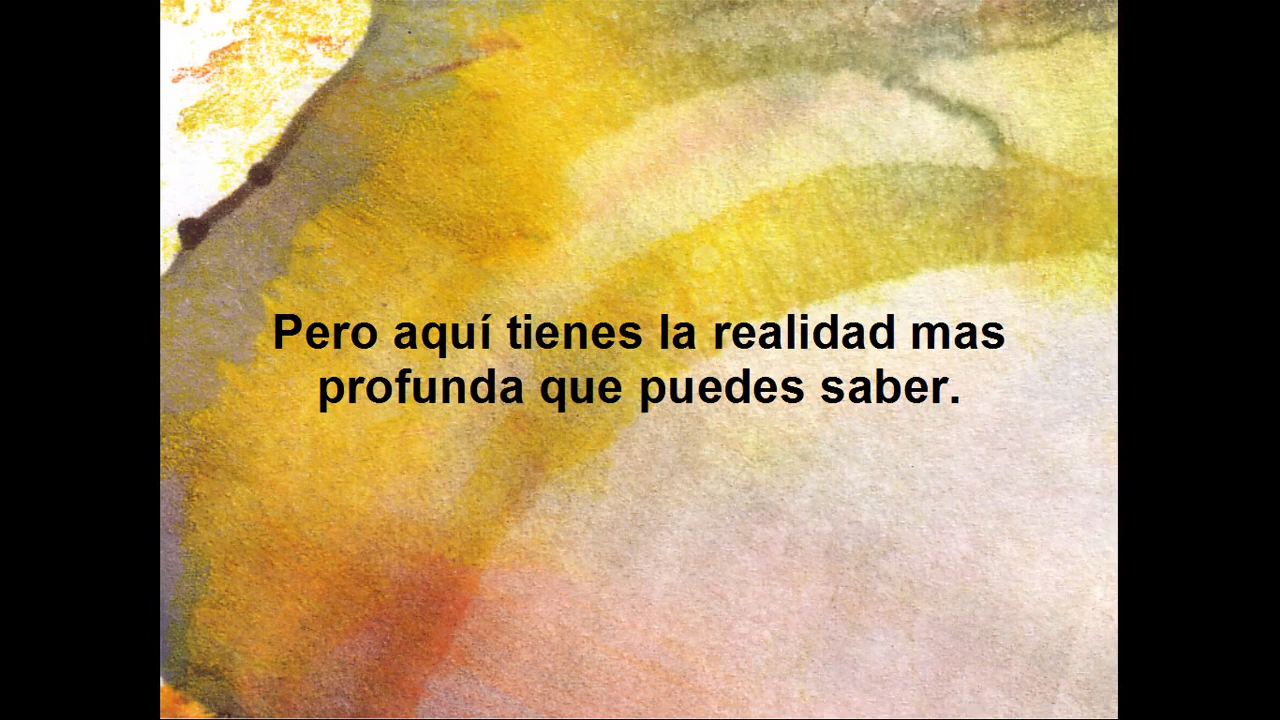 Pero aquí tienes la realidad mas
profunda que puedes saber.